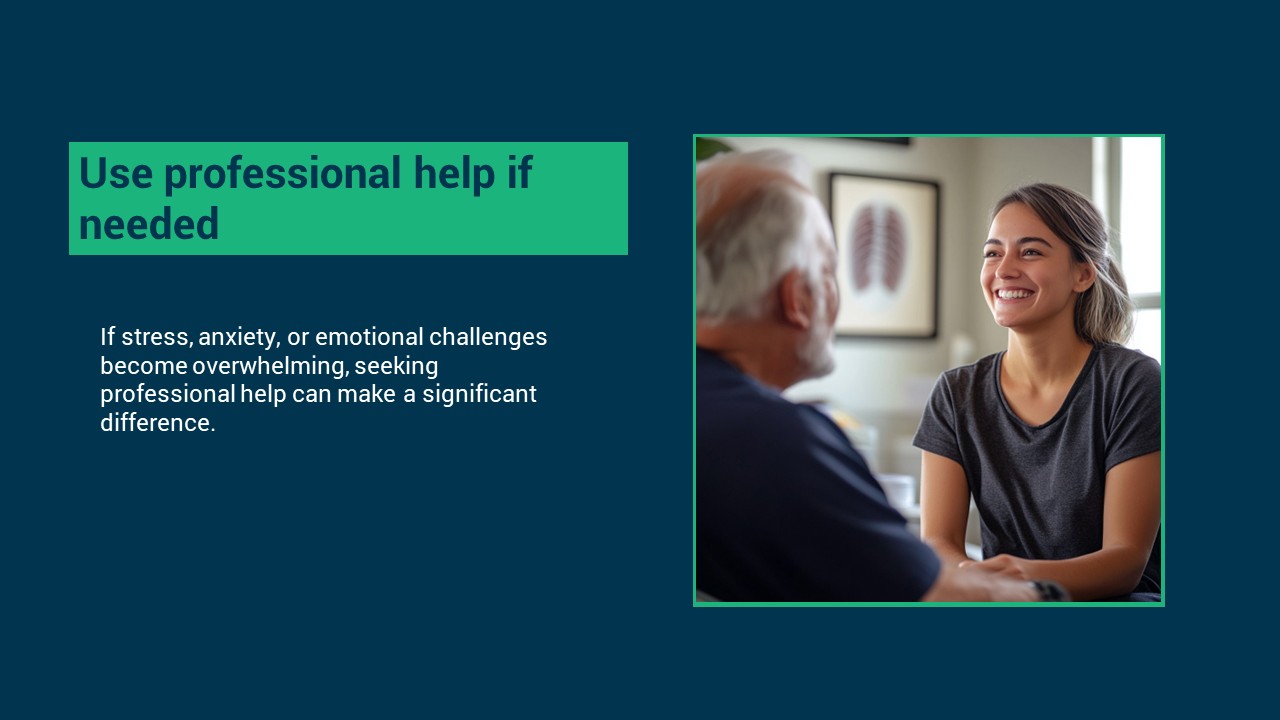 Use professional help if
needed
If stress, anxiety, or emotional challenges
become overwhelming, seeking
professional help can make a significant
difference.